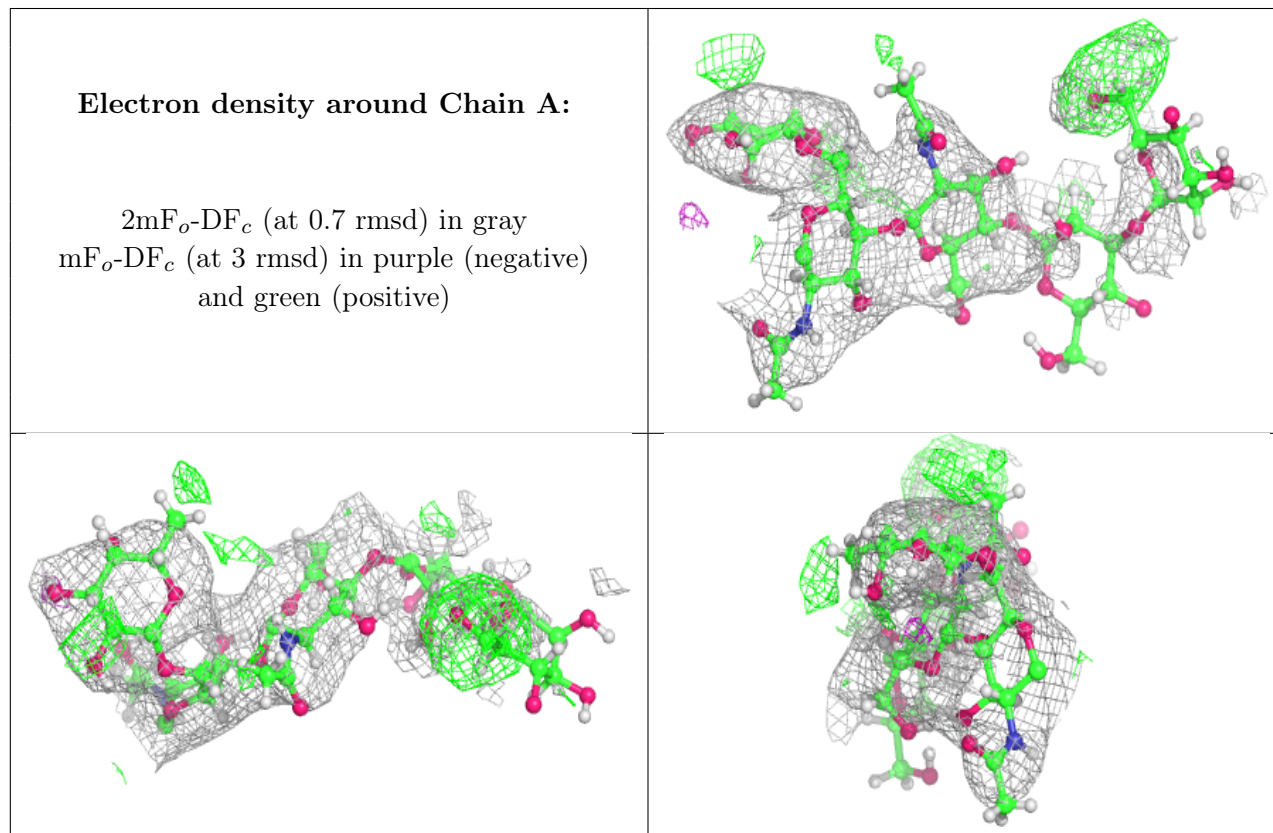 Electron density around Chain A:
2mFₒ-DF𝒸 (at 0.7 rmsd) in gray
mFₒ-DF𝒸 (at 3 rmsd) in purple (negative)
and green (positive)